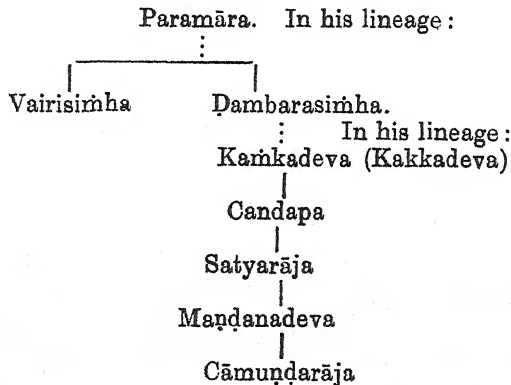 Paramāra. In his lineage :
Vairisiṁha Ḍambarasiṁha.
In his lineage :
Kaṁkadeva (Kakkadeva)
Candapa
Satyarāja
Maṇḍanadeva
Cāmuṇḍarāja